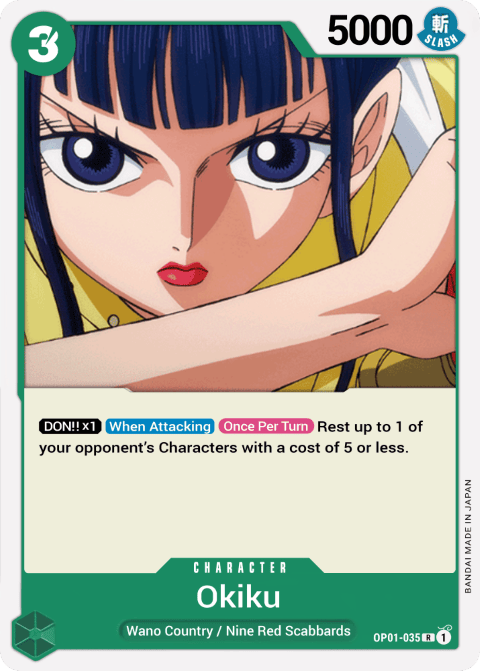 3
5000
斬
SLASH
DON!!×1 When Attacking Once Per Turn Rest up to 1 of
your opponent's Characters with a cost of 5 or less.
CHARACTER
Okiku
Wano Country / Nine Red Scabbards
OP01-035 R 1
BANDAI MADE IN JAPAN